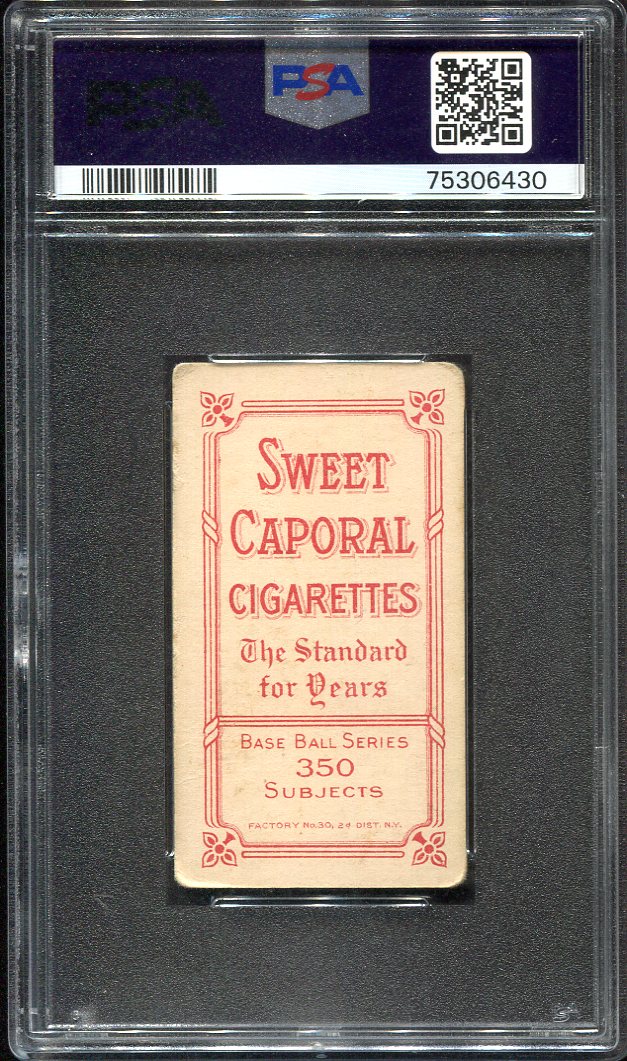 PSA
PSA
75306430
SWEET
CAPORAL
CIGARETTES
The Standard
for Years
BASE BALL SERIES
350
SUBJECTS
FACTORY No.30, 2d DIST. N.Y.